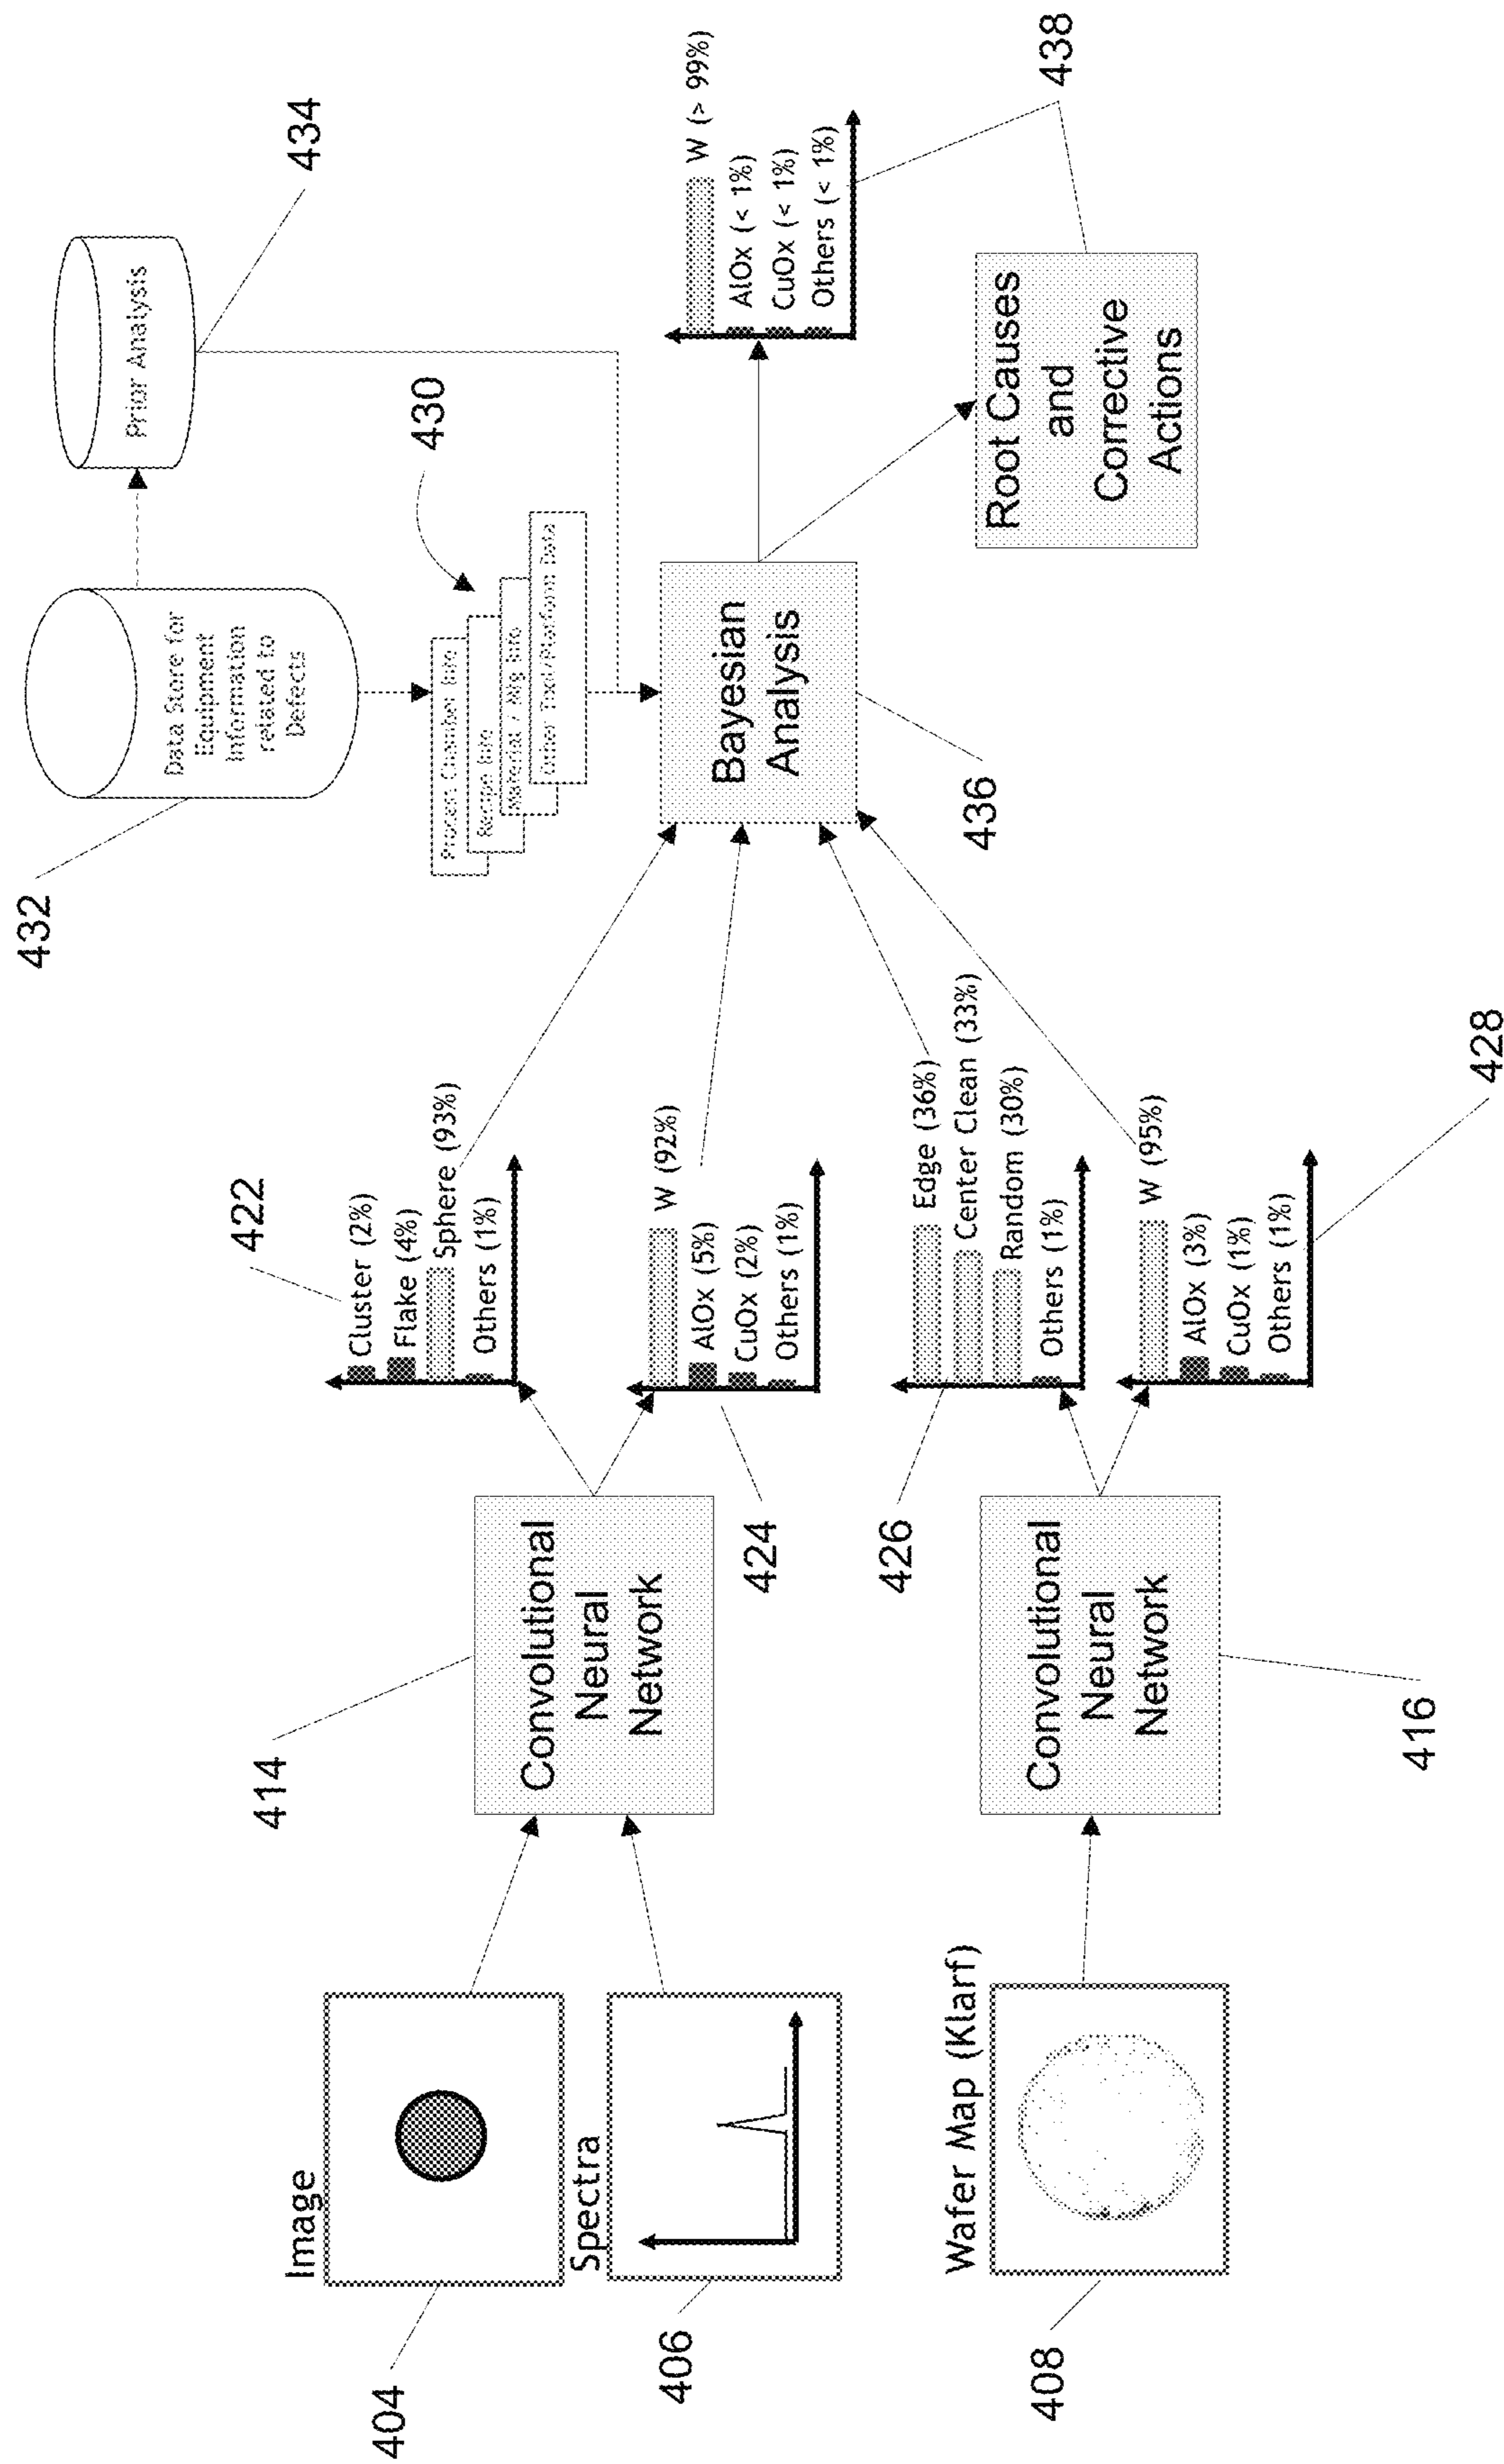 432
Data Store for
Equipment
Information
related to
Defects
Prior Analysis
434
Process Chamber Info
Recipe Info
Material / Mfg Info
Other Tool/Platform Data
430
Image
404
Spectra
406
Wafer Map (Klarf)
408
414
Convolutional
Neural
Network
Convolutional
Neural
Network
416
422
Cluster (2%)
Flake (4%)
Sphere (93%)
Others (1%)
W (92%)
AlOx (5%)
CuOx (2%)
Others (1%)
424
426
Edge (36%)
Center Clean (33%)
Random (30%)
Others (1%)
W (95%)
AlOx (3%)
CuOx (1%)
Others (1%)
428
Bayesian
Analysis
436
W (> 99%)
AlOx (< 1%)
CuOx (< 1%)
Others (< 1%)
438
Root Causes
and
Corrective
Actions